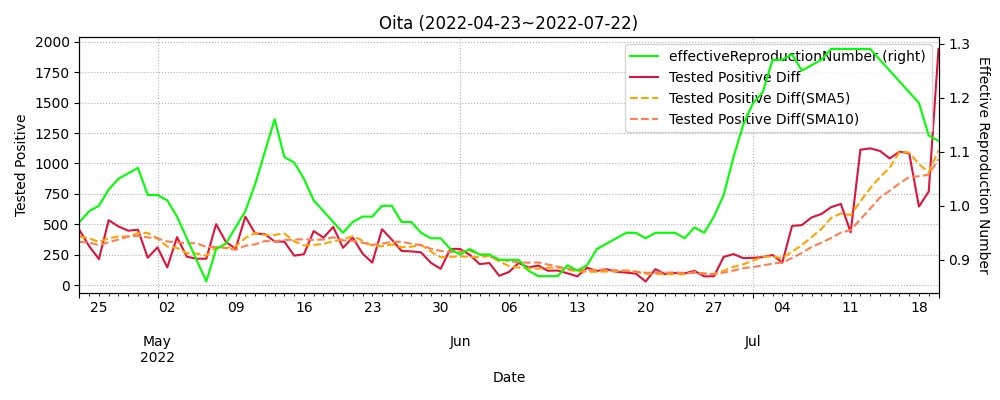 Oita (2022-04-23~2022-07-22)
effectiveReproductionNumber (right)
Tested Positive Diff
Tested Positive Diff(SMA5)
Tested Positive Diff(SMA10)
Tested Positive
2000
1750
1500
1250
1000
750
500
250
0
1.3
1.2
1.1
1.0
0.9
Effective Reproduction Number
25 02 09 16 23 30 06 13 20 27 04 11 18
May Jun Jul
2022
Date